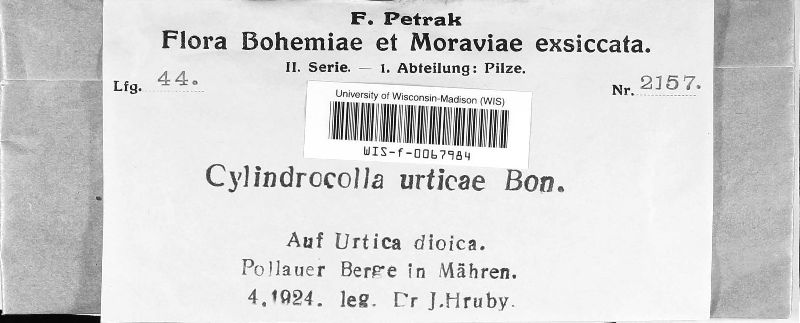 F. Petrak
Flora Bohemiae et Moraviae exsiccata.
II. Serie. — 1. Abteilung: Pilze.
Lfg. 44.
Nr. 2157.
University of Wisconsin-Madison (WIS)
WIS-f-0067984
Cylindrocolla urticae Bon.
Auf Urtica dioica.
Pollauer Berge in Mähren.
4.1924. leg. Dr J.Hruby.